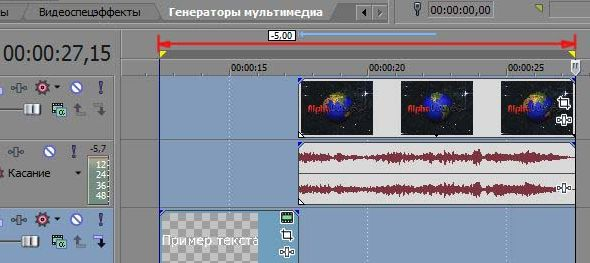 ы
Видеоспецэффекты
Генераторы мультимедиа
00:00:00,00
00:00:27,15
-5,00
00:00:15
00:00:20
00:00:25
-5,7
12
24
36
48
Касание
Пример текста